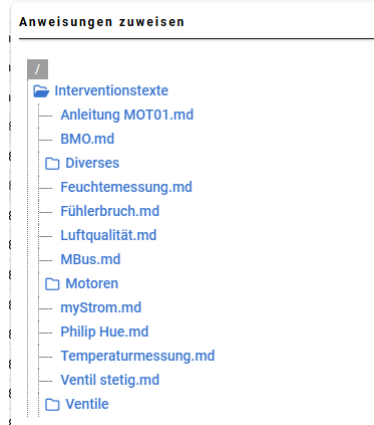 Anweisungen zuweisen
/
Interventionstexte
Anleitung MOT01.md
BMO.md
Diverses
Feuchtemessung.md
Fühlerbruch.md
Luftqualität.md
MBus.md
Motoren
myStrom.md
Philip Hue.md
Temperaturmessung.md
Ventil stetig.md
Ventile